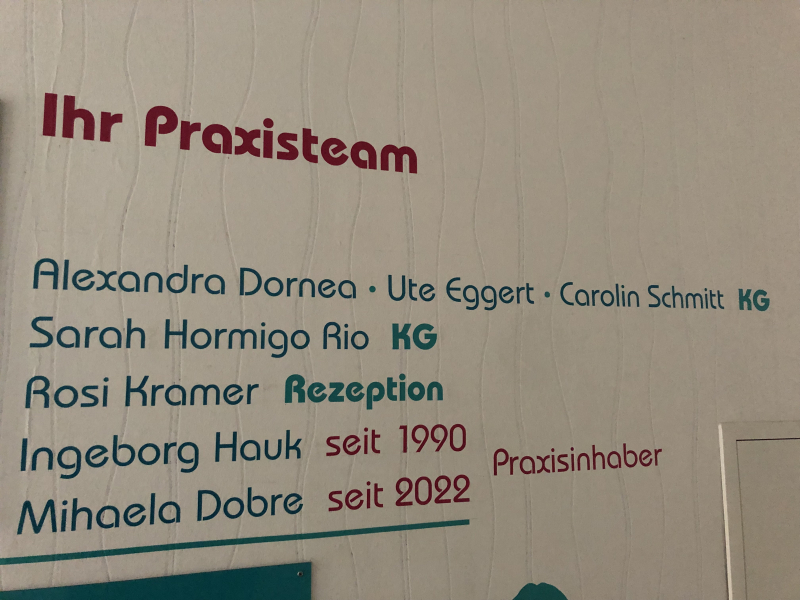 Ihr Praxisteam
Alexandra Dornea · Ute Eggert · Carolin Schmitt KG
Sarah Hormigo Rio KG
Rosi Kramer Rezeption
Ingeborg Hauk seit 1990
Praxisinhaber
Mihaela Dobre seit 2022